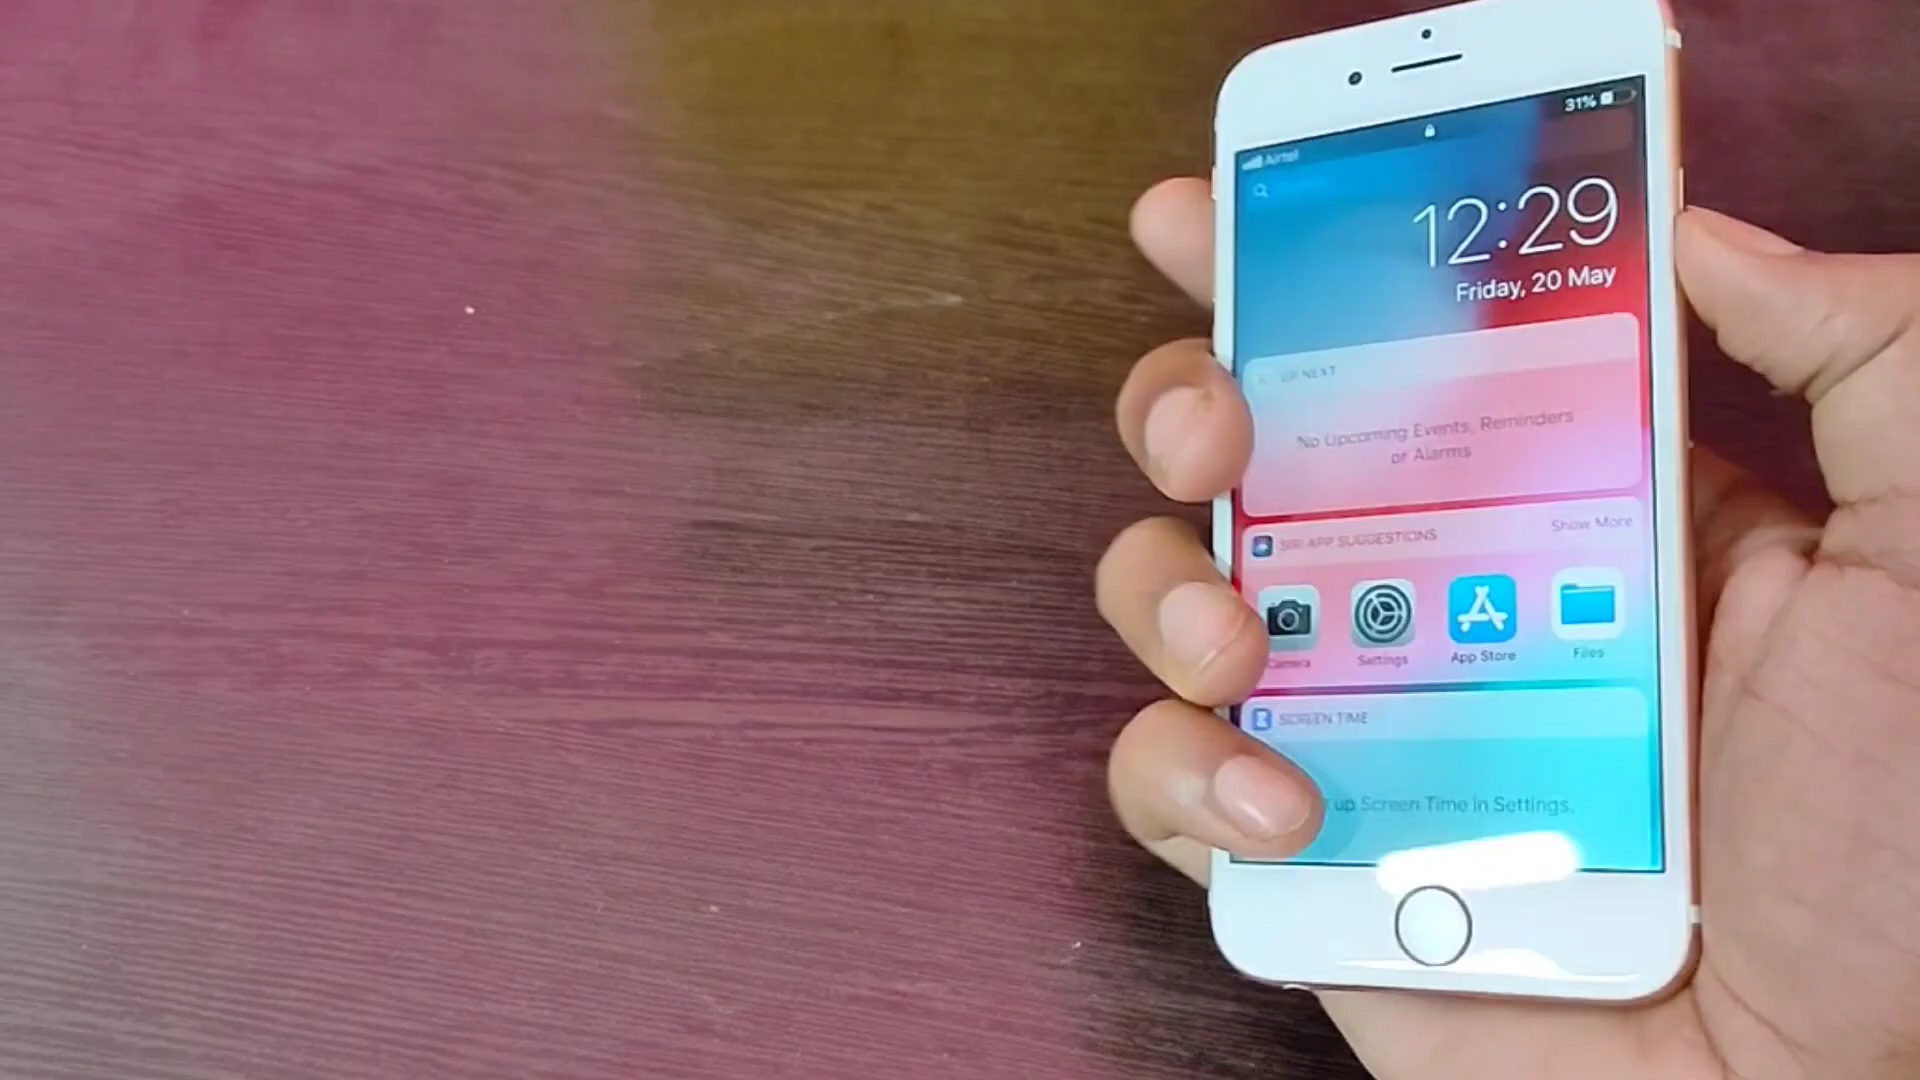 Airtel
31%
12:29
Friday, 20 May
UP NEXT
No Upcoming Events, Reminders
or Alarms
SIRI APP SUGGESTIONS
Show More
Camera
Settings
App Store
Files
SCREEN TIME
up Screen Time in Settings.